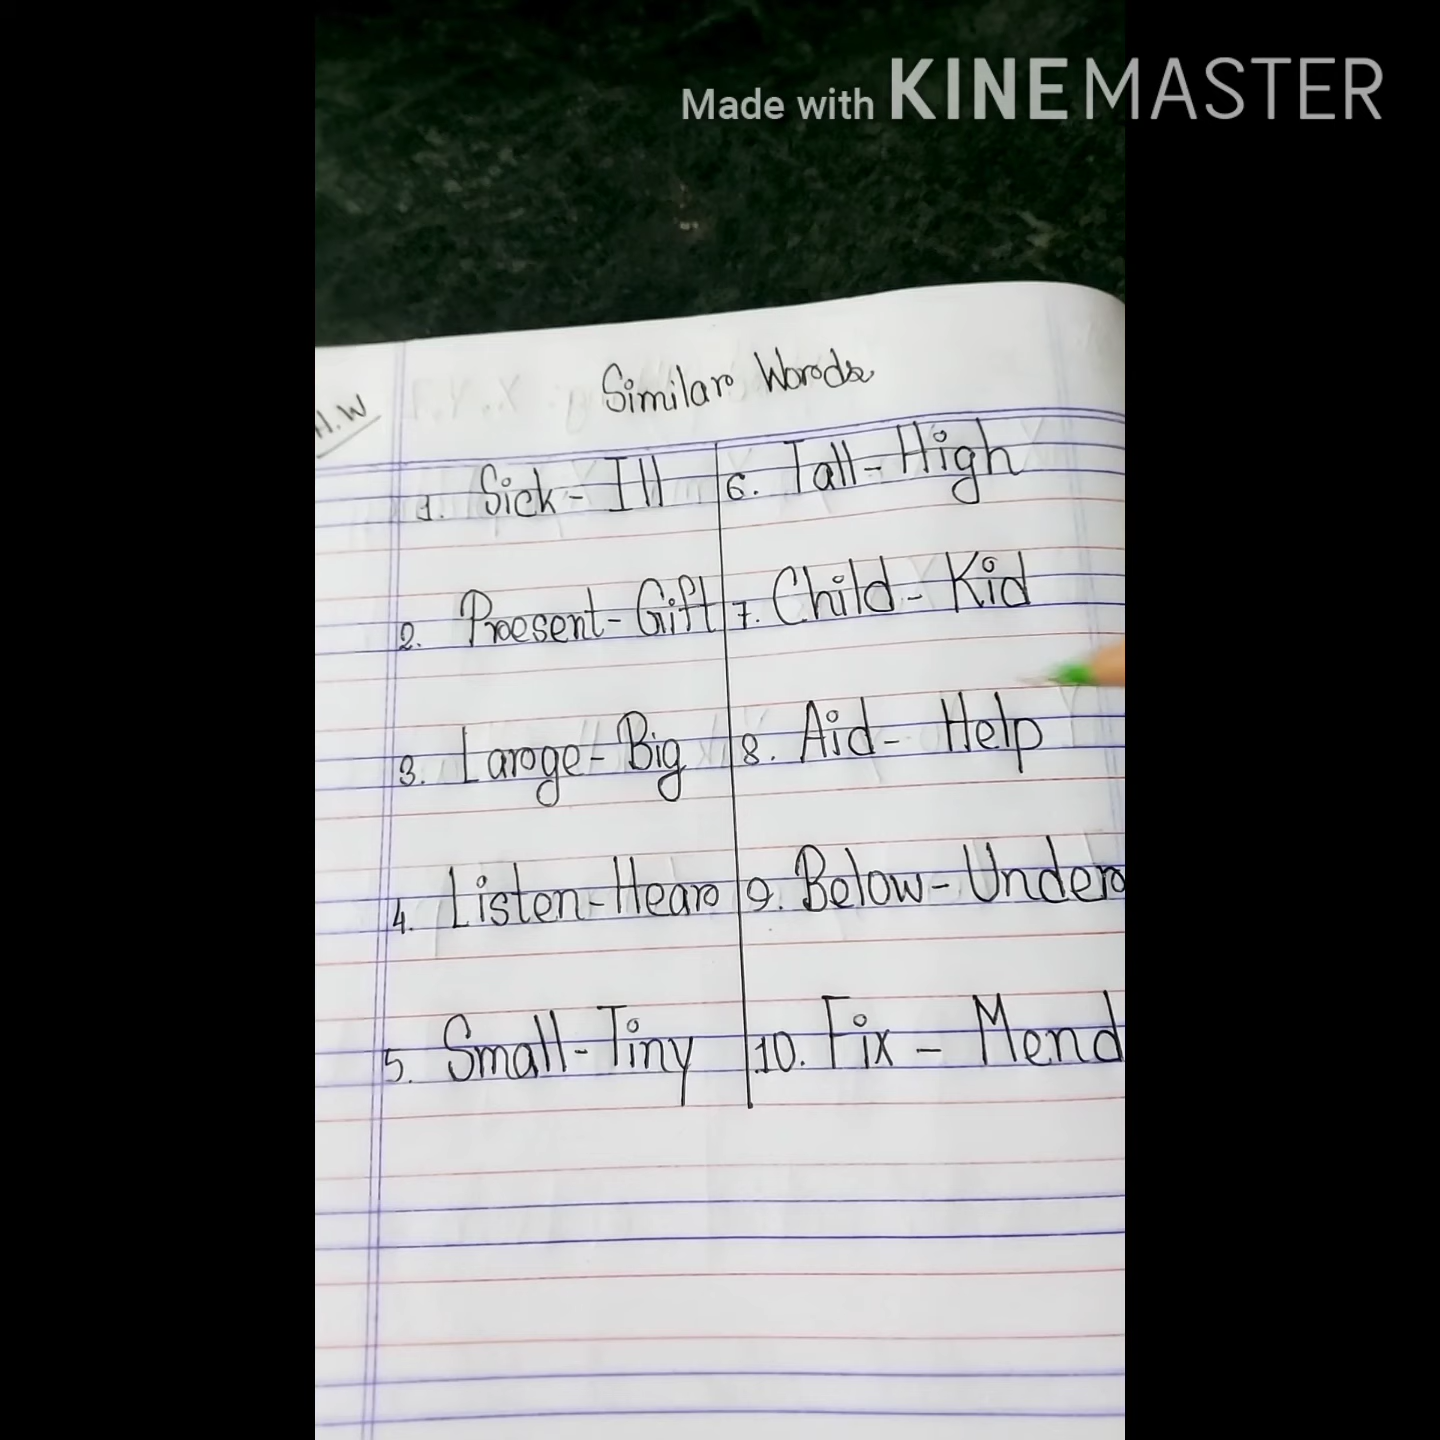 Made with KINEMASTER
Similar Words
H.W
1. Sick - Ill
2. Present - Gift
3. Large - Big
4. Listen - Hear
5. Small - Tiny
6. Tall - High
7. Child - Kid
8. Aid - Help
9. Below - Under
10. Fix - Mend